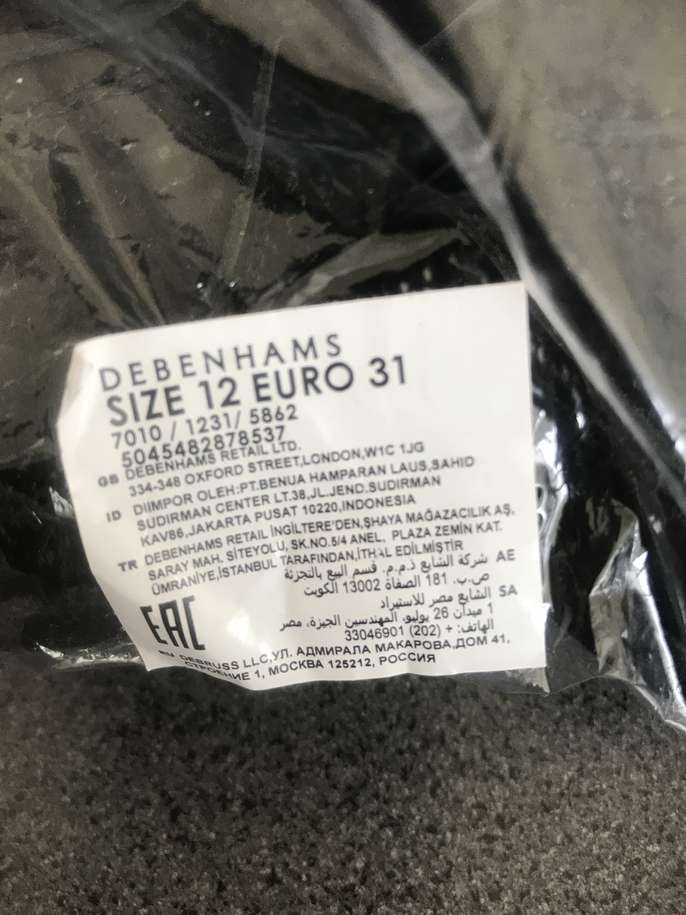 DEBENHAMS
SIZE 12 EURO 31
7010 / 1231/ 5862
5045482878537
GB DEBENHAMS RETAIL LTD.
334-348 OXFORD STREET,LONDON,W1C 1JG
ID DIIMPOR OLEH:PT.BENUA HAMPARAN LAUS,SAHID
SUDIRMAN CENTER LT.38,JL.JEND.SUDIRMAN
KAV86,JAKARTA PUSAT 10220,INDONESIA
TR DEBENHAMS RETAIL İNGİLTERE'DEN,SHAYA MAĞAZACILIK AŞ,
SARAY MAH. SİTEYOLU, SK.NO.5/4 ANEL, PLAZA ZEMİN KAT.
ÜMRANİYE,İSTANBUL TARAFINDAN,İTHAL EDİLMİŞTİR
AE شركة الشايع ذ.م.م. قسم البيع بالتجزئة
ص.ب. 181 الصفاة 13002 الكويت
SA الشايع مصر للاستيراد
1 ميدان 26 يوليو, المهندسين الجيزة, مصر
الهاتف: + (202) 33046901
EAC
RU DEBRUSS LLC,УЛ. АДМИРАЛА МАКАРОВА,ДОМ 41,
СТРОЕНИЕ 1, МОСКВА 125212, РОССИЯ